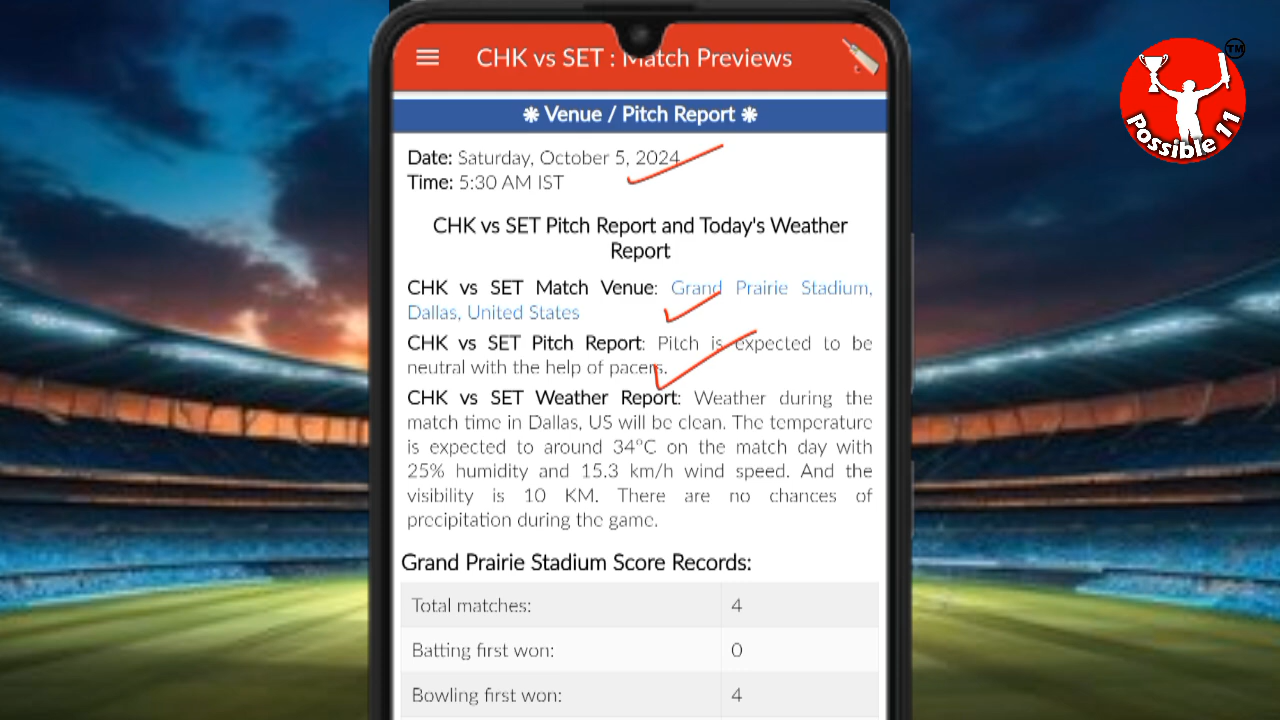 CHK vs SET : Match Previews
TM
Possible 11
❋ Venue / Pitch Report ❋
Date: Saturday, October 5, 2024
Time: 5:30 AM IST
CHK vs SET Pitch Report and Today's Weather
Report
CHK vs SET Match Venue: Grand Prairie Stadium,
Dallas, United States
CHK vs SET Pitch Report: Pitch is expected to be
neutral with the help of pacers.
CHK vs SET Weather Report: Weather during the
match time in Dallas, US will be clean. The temperature
is expected to around 34°C on the match day with
25% humidity and 15.3 km/h wind speed. And the
visibility is 10 KM. There are no chances of
precipitation during the game.
Grand Prairie Stadium Score Records:
Total matches: 4
Batting first won: 0
Bowling first won: 4